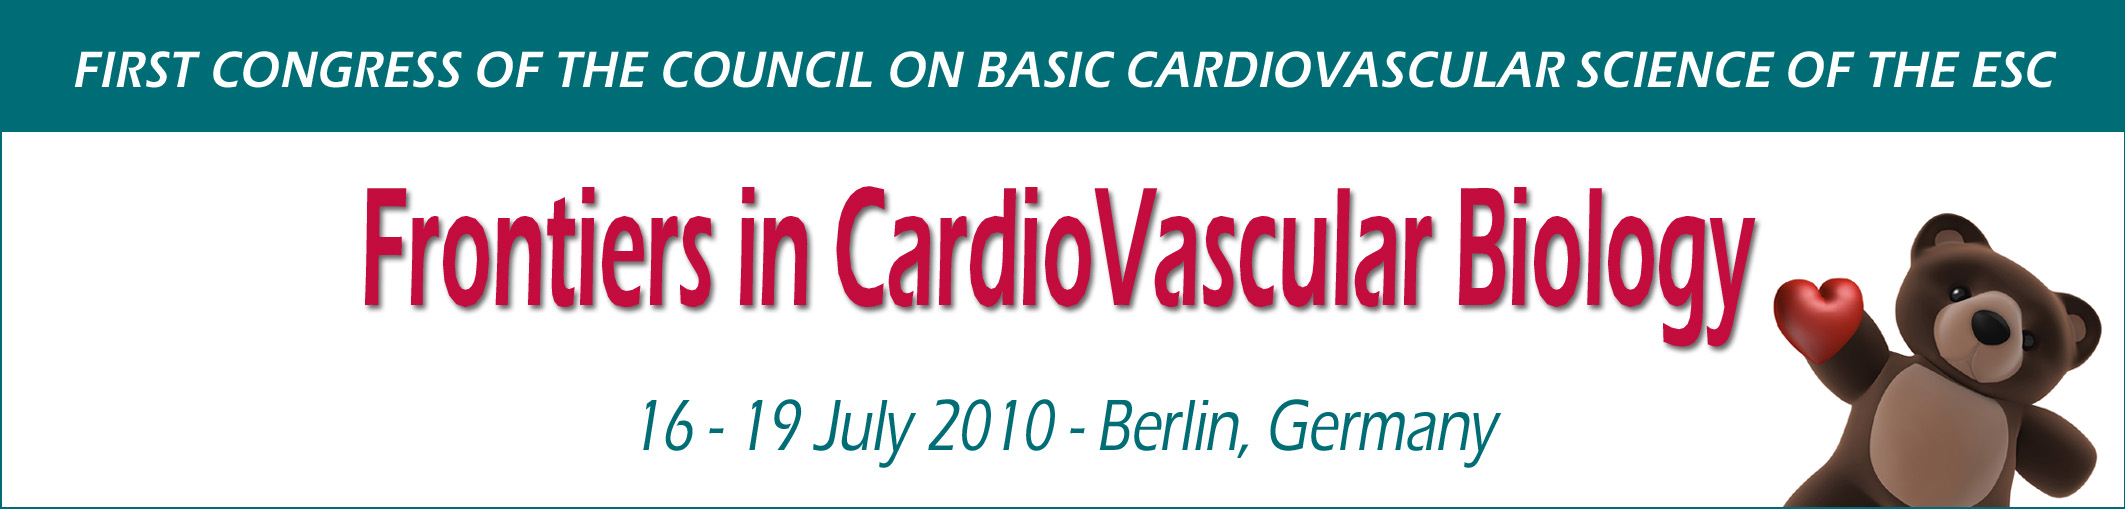 FIRST CONGRESS OF THE COUNCIL ON BASIC CARDIOVASCULAR SCIENCE OF THE ESC
Frontiers in CardioVascular Biology
16 - 19 July 2010 - Berlin, Germany